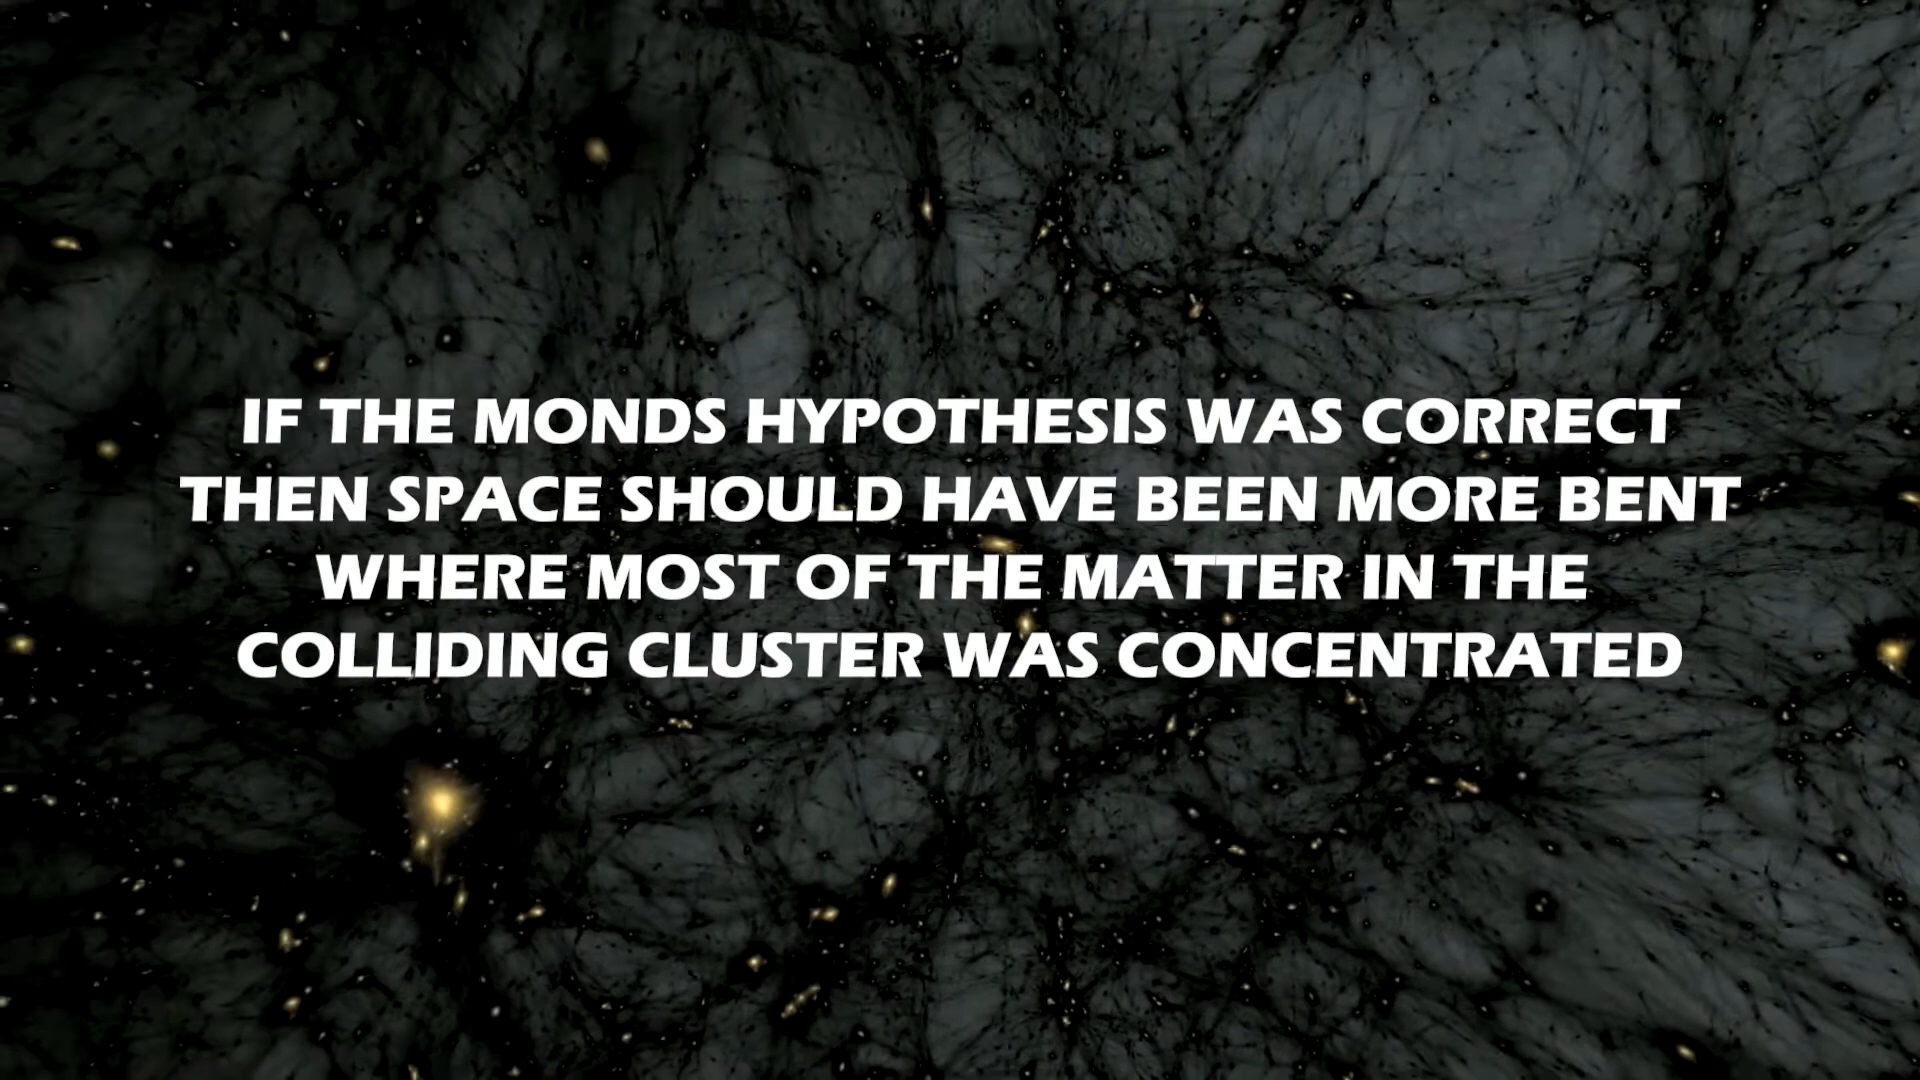 IF THE MONDS HYPOTHESIS WAS CORRECT
THEN SPACE SHOULD HAVE BEEN MORE BENT
WHERE MOST OF THE MATTER IN THE
COLLIDING CLUSTER WAS CONCENTRATED